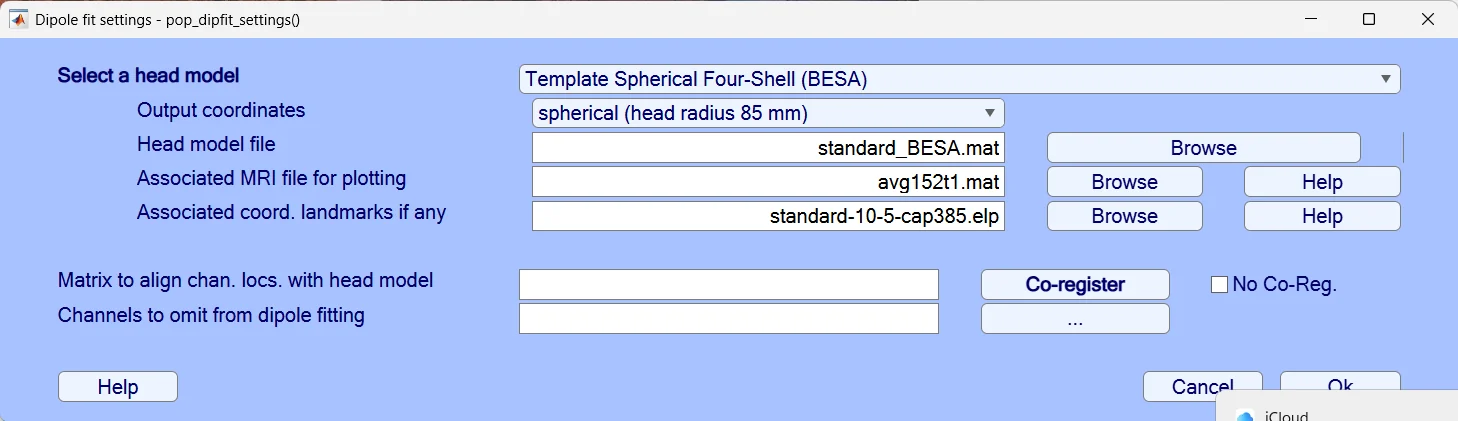 Dipole fit settings - pop_dipfit_settings()
Select a head model Template Spherical Four-Shell (BESA)
Output coordinates spherical (head radius 85 mm)
Head model file standard_BESA.mat Browse
Associated MRI file for plotting avg152t1.mat Browse Help
Associated coord. landmarks if any standard-10-5-cap385.elp Browse Help
Matrix to align chan. locs. with head model Co-register No Co-Reg.
Channels to omit from dipole fitting ...
Help Cancel Ok
iCloud